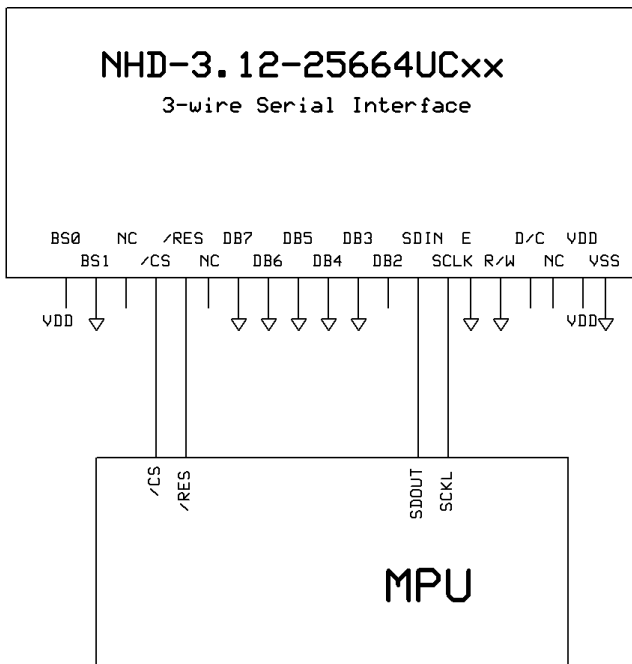 NHD-3.12-25664UCxx
3-wire Serial Interface
BS0 NC /RES DB7 DB5 DB3 SDIN E D/C VDD
BS1 /CS NC DB6 DB4 DB2 SCLK R/W NC VSS
VDD VDD
/CS
/RES
SDOUT
SCKL
MPU